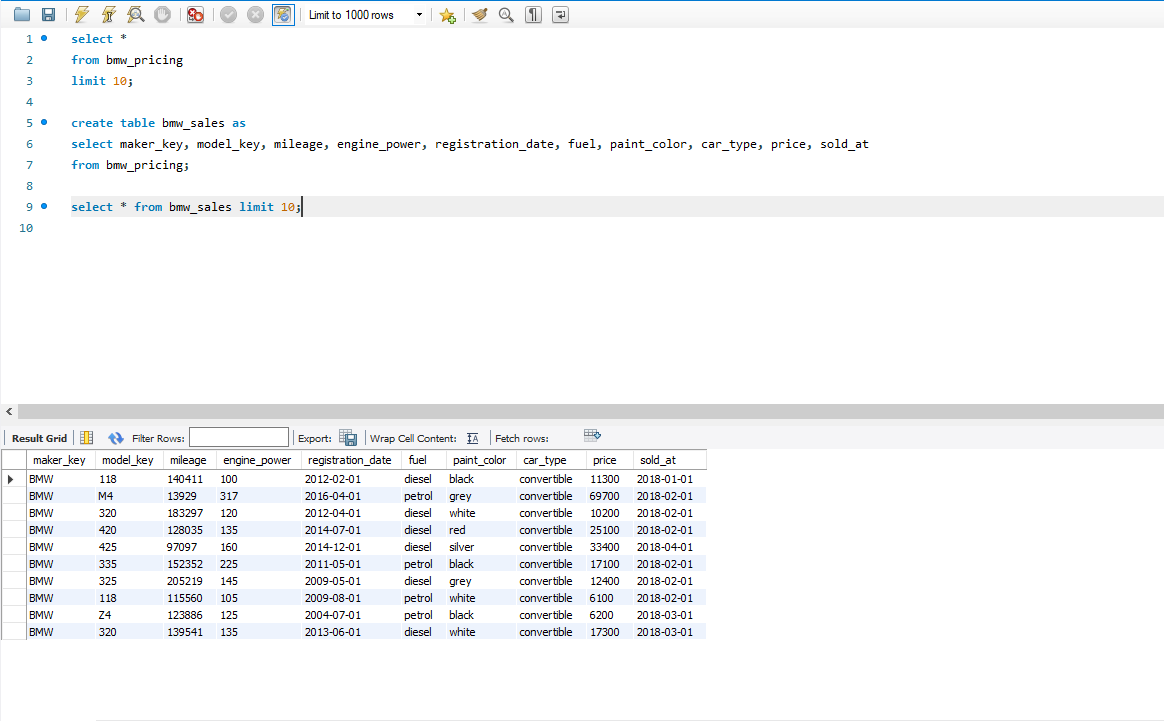 Limit to 1000 rows
1 select *
2 from bmw_pricing
3 limit 10;
4
5 create table bmw_sales as
6 select maker_key, model_key, mileage, engine_power, registration_date, fuel, paint_color, car_type, price, sold_at
7 from bmw_pricing;
8
9 select * from bmw_sales limit 10;
10
Result Grid Filter Rows: Export: Wrap Cell Content: Fetch rows:
maker_key model_key mileage engine_power registration_date fuel paint_color car_type price sold_at
BMW 118 140411 100 2012-02-01 diesel black convertible 11300 2018-01-01
BMW M4 13929 317 2016-04-01 petrol grey convertible 69700 2018-02-01
BMW 320 183297 120 2012-04-01 diesel white convertible 10200 2018-02-01
BMW 420 128035 135 2014-07-01 diesel red convertible 25100 2018-02-01
BMW 425 97097 160 2014-12-01 diesel silver convertible 33400 2018-04-01
BMW 335 152352 225 2011-05-01 petrol black convertible 17100 2018-02-01
BMW 325 205219 145 2009-05-01 diesel grey convertible 12400 2018-02-01
BMW 118 115560 105 2009-08-01 petrol white convertible 6100 2018-02-01
BMW Z4 123886 125 2004-07-01 petrol black convertible 6200 2018-03-01
BMW 320 139541 135 2013-06-01 diesel white convertible 17300 2018-03-01